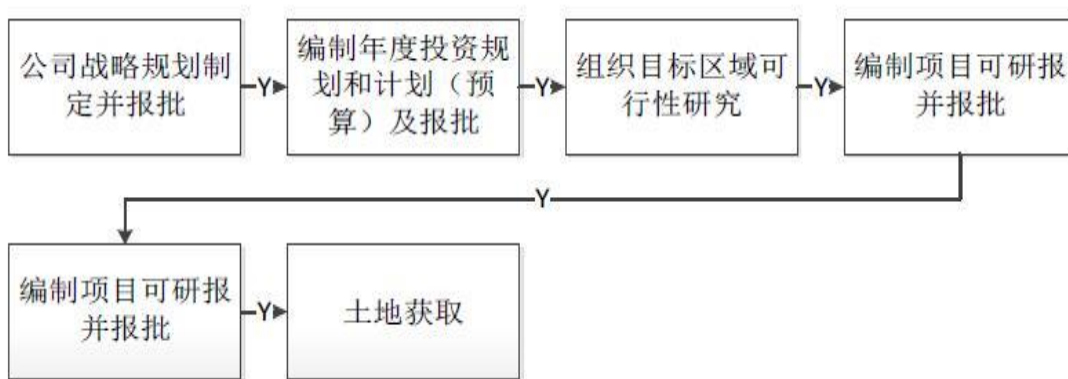 公司战略规划制
定并报批
Y
编制年度投资规
划和计划（预
算）及报批
Y
组织目标区域可
行性研究
Y
编制项目可研报
并报批
Y
编制项目可研报
并报批
Y
土地获取